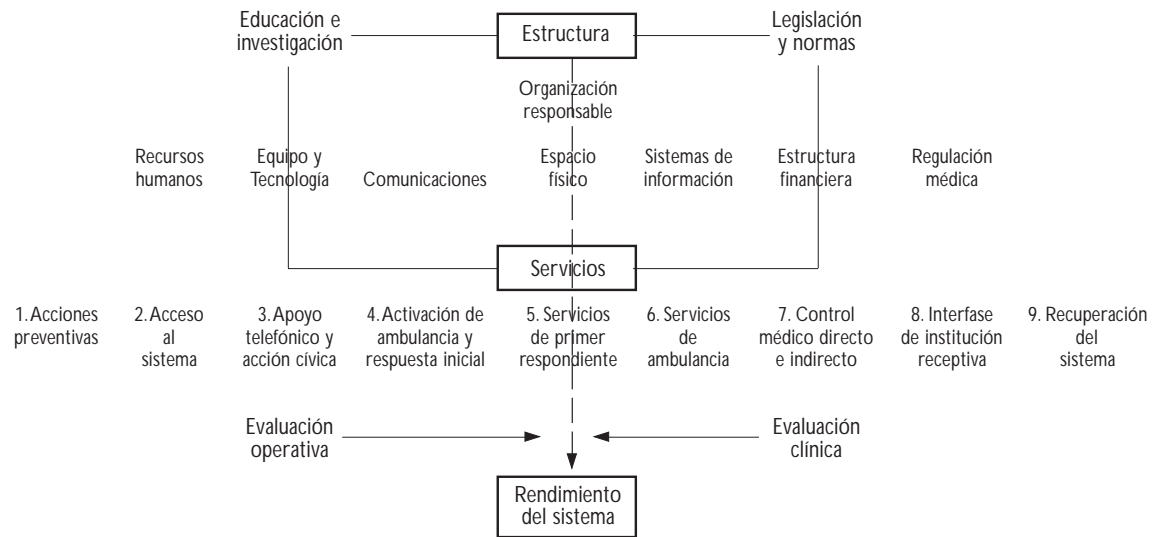 Educación e
investigación
Estructura
Legislación
y normas
Organización
responsable
Recursos
humanos
Equipo y
Tecnología
Comunicaciones
Espacio
físico
Sistemas de
información
Estructura
financiera
Regulación
médica
Servicios
1. Acciones
preventivas
2. Acceso
al
sistema
3. Apoyo
telefónico y
acción cívica
4. Activación de
ambulancia y
respuesta inicial
5. Servicios
de primer
respondiente
6. Servicios
de
ambulancia
7. Control
médico directo
e indirecto
8. Interfase
de institución
receptiva
9. Recuperación
del
sistema
Evaluación
operativa
Evaluación
clínica
Rendimiento
del sistema